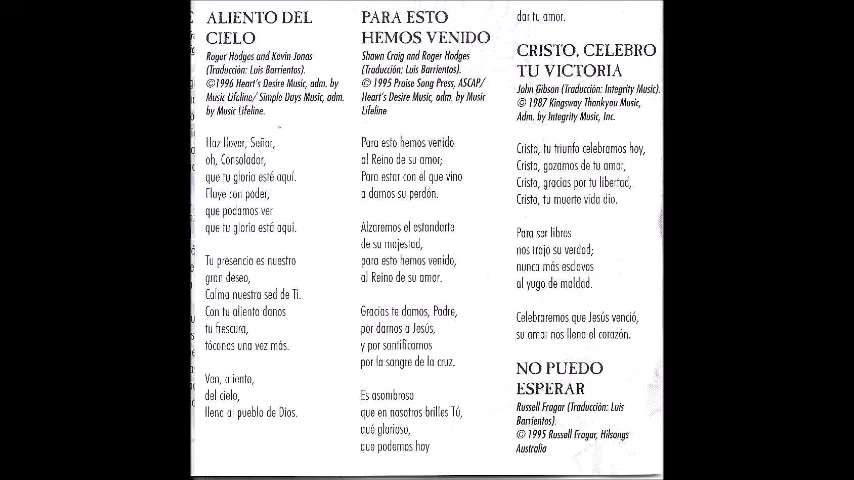 ALIENTO DEL
CIELO
Roger Hodges and Kevin Jonas
(Traducción: Luis Barrientos).
©1996 Heart's Desire Music, adm. by
Music Lifeline/ Simple Days Music, adm.
by Music Lifeline.
Haz llover, Señor,
oh, Consolador,
que tu gloria esté aquí.
Fluye con poder,
que podamos ver
que tu gloria está aquí.
Tu presencia es nuestro
gran deseo,
Calma nuestra sed de Ti.
Con tu aliento danos
tu frescura,
tócanos una vez más.
Ven, aliento,
del cielo,
llena al pueblo de Dios.
PARA ESTO
HEMOS VENIDO
Shawn Craig and Roger Hodges
(Traducción: Luis Barrientos).
© 1995 Praise Song Press, ASCAP/
Heart's Desire Music, adm. by Music
Lifeline
Para esto hemos venido
al Reino de su amor;
Para estar con el que vino
a darnos su perdón.
Alzaremos el estandarte
de su majestad,
para esto hemos venido,
al Reino de su amor.
Gracias te damos, Padre,
por darnos a Jesús,
y por santificarnos
por la sangre de la cruz.
Es asombroso
que en nosotros brilles Tú,
qué glorioso,
que podemos hoy
dar tu amor.
CRISTO, CELEBRO
TU VICTORIA
John Gibson (Traducción: Integrity Music).
© 1987 Kingsway Thankyou Music,
Adm. by Integrity Music, Inc.
Cristo, tu triunfo celebramos hoy,
Cristo, gozamos de tu amor,
Cristo, gracias por tu libertad,
Cristo, tu muerte vida dio.
Para ser libres
nos trajo su verdad;
nunca más esclavos
al yugo de maldad.
Celebraremos que Jesús venció,
su amor nos llena el corazón.
NO PUEDO
ESPERAR
Russell Fragar (Traducción: Luis
Barrientos).
© 1995 Russell Fragar, Hilsongs
Australia